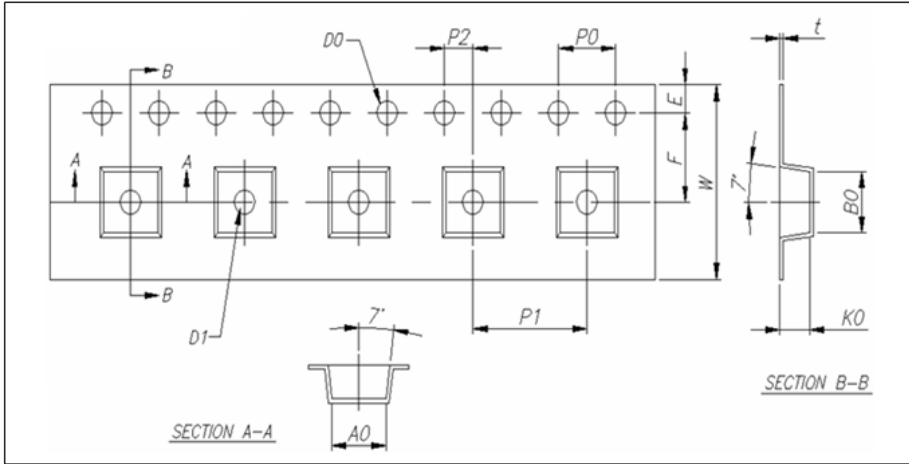 D0
P2
P0
t
B
E
A
A
F
W
7°
B0
B
D1
P1
K0
7°
A0
SECTION A-A
SECTION B-B